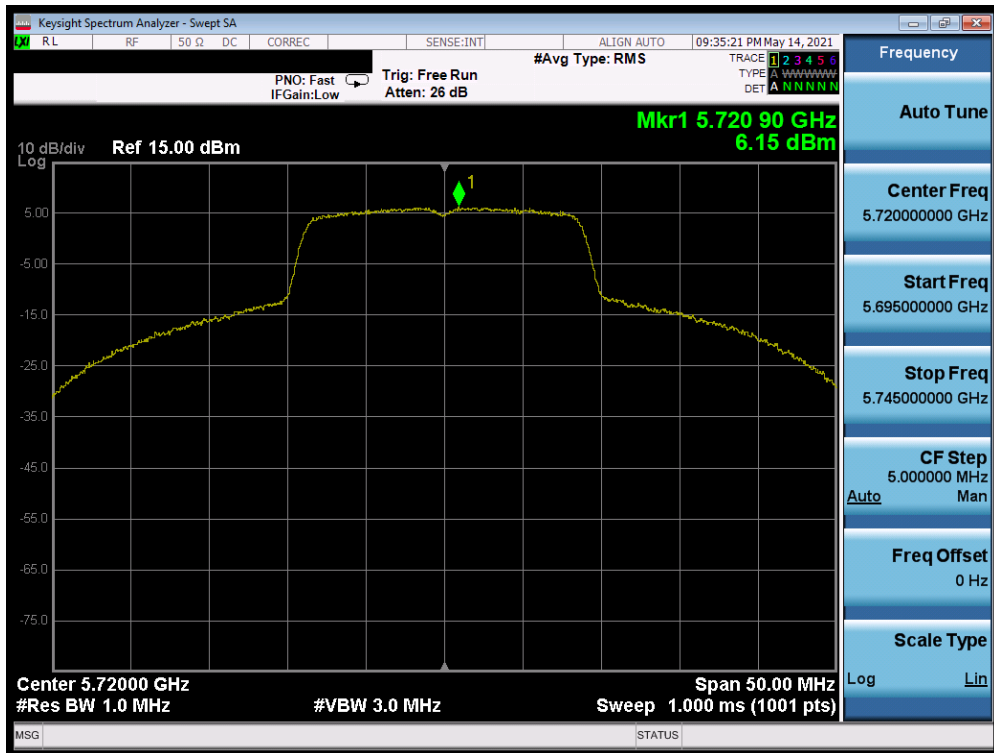 Keysight Spectrum Analyzer - Swept SA
LXI RL RF 50 Ω DC CORREC SENSE:INT ALIGN AUTO 09:35:21 PM May 14, 2021
#Avg Type: RMS
TRACE 1 2 3 4 5 6
TYPE A WWWWW
DET A N N N N N
PNO: Fast
IFGain:Low
Trig: Free Run
Atten: 26 dB
Frequency
Auto Tune
Mkr1 5.720 90 GHz
6.15 dBm
10 dB/div
Log
Ref 15.00 dBm
1
5.00
-5.00
-15.0
-25.0
-35.0
-45.0
-55.0
-65.0
-75.0
Center Freq
5.720000000 GHz
Start Freq
5.695000000 GHz
Stop Freq
5.745000000 GHz
CF Step
5.000000 MHz
Auto Man
Freq Offset
0 Hz
Scale Type
Log Lin
Center 5.72000 GHz
Span 50.00 MHz
#Res BW 1.0 MHz
#VBW 3.0 MHz
Sweep 1.000 ms (1001 pts)
MSG
STATUS